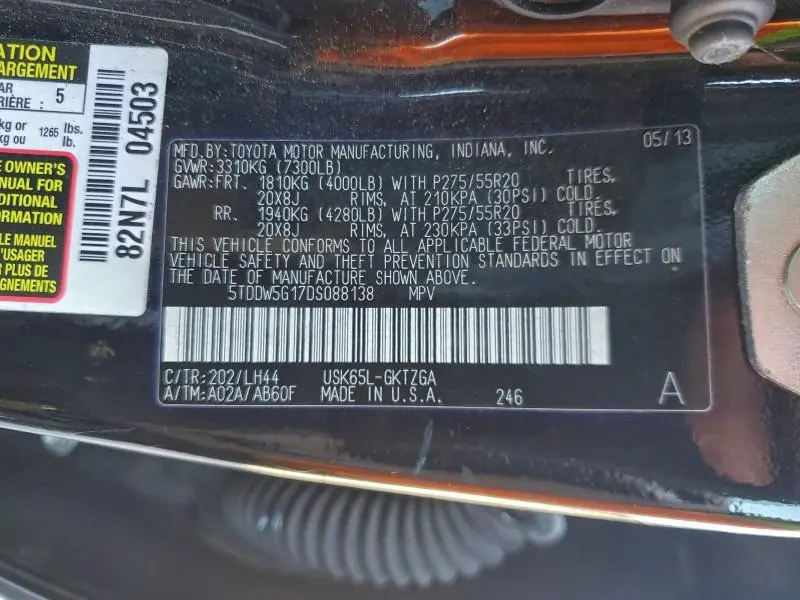 ATION
ARGEMENT
AR
RIÈRE : 5
kg or 1265 lbs.
kg ou lb.
E OWNER'S
ANUAL FOR
DITIONAL
FORMATION
LE MANUEL
'USAGER
R PLUS DE
IGNEMENTS
82N7L 04503
MFD.BY:TOYOTA MOTOR MANUFACTURING, INDIANA, INC. 05/13
GVWR:3310KG (7300LB)
GAWR:FRT. 1810KG (4000LB) WITH P275/55R20 TIRES,
20X8J RIMS, AT 210KPA (30PSI) COLD.
RR. 1940KG (4280LB) WITH P275/55R20 TIRES,
20X8J RIMS, AT 230KPA (33PSI) COLD.
THIS VEHICLE CONFORMS TO ALL APPLICABLE FEDERAL MOTOR
VEHICLE SAFETY AND THEFT PREVENTION STANDARDS IN EFFECT ON
THE DATE OF MANUFACTURE SHOWN ABOVE.
5TDDW5G17DS088138 MPV
C/TR:202/LH44 USK65L-GKTZGA
A/TM:A02A/AB60F MADE IN U.S.A. 246 A